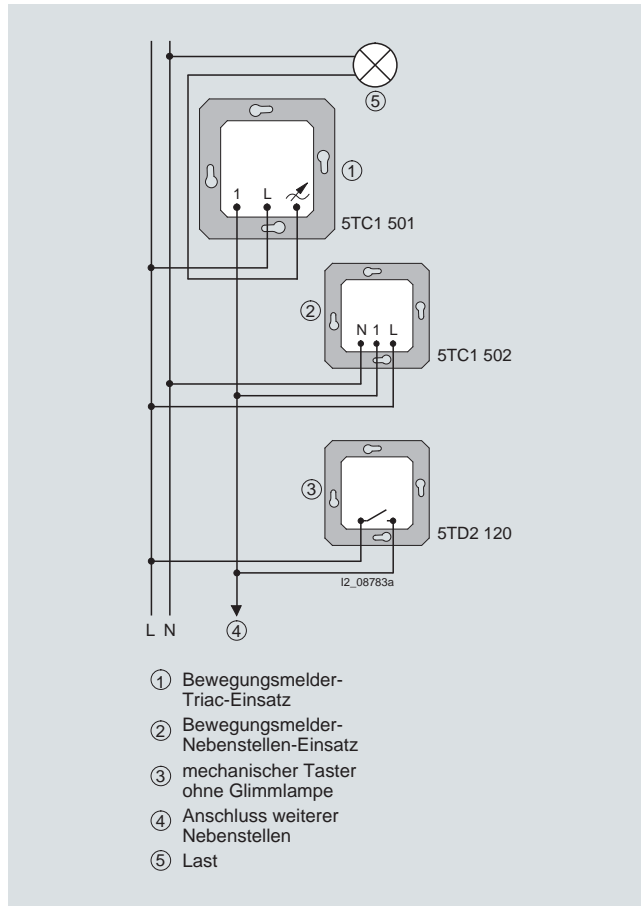 5
1
1 L
5TC1 501
2
N 1 L
5TC1 502
3
5TD2 120
I2_08783a
L N
4
1 Bewegungsmelder-
Triac-Einsatz
2 Bewegungsmelder-
Nebenstellen-Einsatz
3 mechanischer Taster
ohne Glimmlampe
4 Anschluss weiterer
Nebenstellen
5 Last